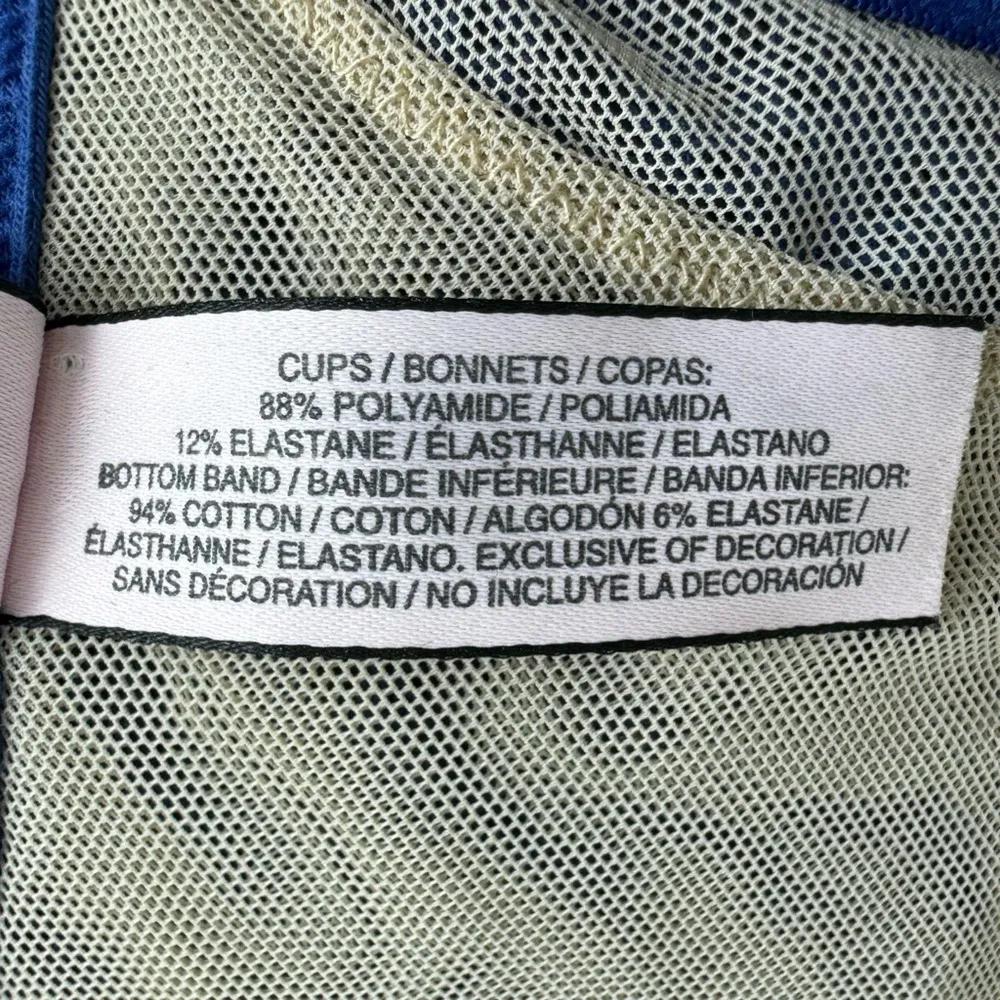 CUPS / BONNETS / COPAS:
88% POLYAMIDE / POLIAMIDA
12% ELASTANE / ÉLASTHANNE / ELASTANO
BOTTOM BAND / BANDE INFÉRIEURE / BANDA INFERIOR:
94% COTTON / COTON / ALGODÓN 6% ELASTANE /
ÉLASTHANNE / ELASTANO. EXCLUSIVE OF DECORATION /
SANS DÉCORATION / NO INCLUYE LA DECORACIÓN